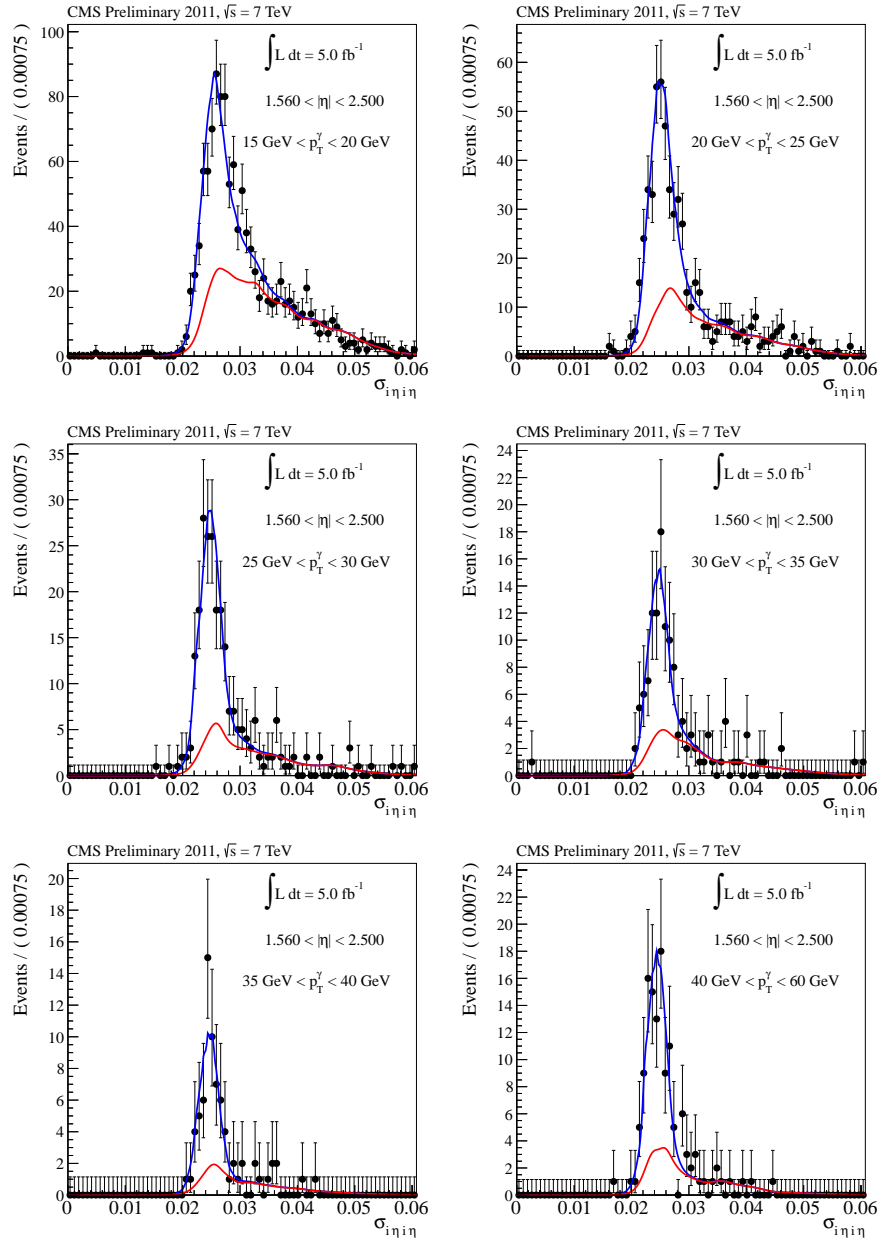 CMS Preliminary 2011, √s = 7 TeV
Events / ( 0.00075 )
∫ L dt = 5.0 fb⁻¹
1.560 < |η| < 2.500
15 GeV < p_T^γ < 20 GeV
100
80
60
40
20
0
0 0.01 0.02 0.03 0.04 0.05 0.06
σ_iηiη
CMS Preliminary 2011, √s = 7 TeV
Events / ( 0.00075 )
∫ L dt = 5.0 fb⁻¹
1.560 < |η| < 2.500
20 GeV < p_T^γ < 25 GeV
60
50
40
30
20
10
0
0 0.01 0.02 0.03 0.04 0.05 0.06
σ_iηiη
CMS Preliminary 2011, √s = 7 TeV
Events / ( 0.00075 )
∫ L dt = 5.0 fb⁻¹
1.560 < |η| < 2.500
25 GeV < p_T^γ < 30 GeV
35
30
25
20
15
10
5
0
0 0.01 0.02 0.03 0.04 0.05 0.06
σ_iηiη
CMS Preliminary 2011, √s = 7 TeV
Events / ( 0.00075 )
∫ L dt = 5.0 fb⁻¹
1.560 < |η| < 2.500
30 GeV < p_T^γ < 35 GeV
24
22
20
18
16
14
12
10
8
6
4
2
0
0 0.01 0.02 0.03 0.04 0.05 0.06
σ_iηiη
CMS Preliminary 2011, √s = 7 TeV
Events / ( 0.00075 )
∫ L dt = 5.0 fb⁻¹
1.560 < |η| < 2.500
35 GeV < p_T^γ < 40 GeV
20
18
16
14
12
10
8
6
4
2
0
0 0.01 0.02 0.03 0.04 0.05 0.06
σ_iηiη
CMS Preliminary 2011, √s = 7 TeV
Events / ( 0.00075 )
∫ L dt = 5.0 fb⁻¹
1.560 < |η| < 2.500
40 GeV < p_T^γ < 60 GeV
24
22
20
18
16
14
12
10
8
6
4
2
0
0 0.01 0.02 0.03 0.04 0.05 0.06
σ_iηiη